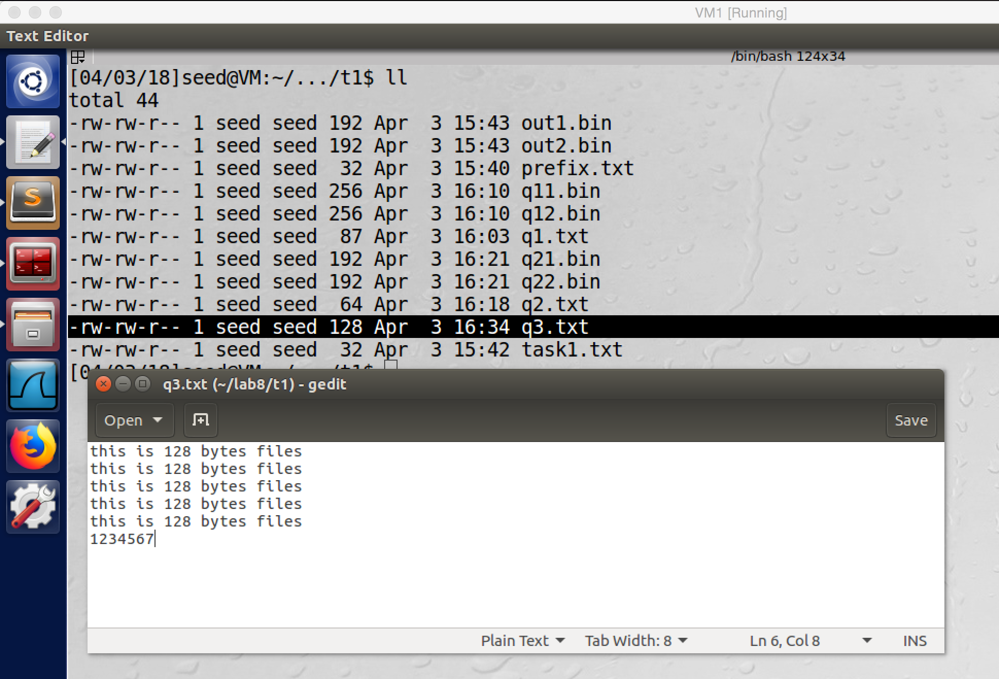 VM1 [Running]
Text Editor
/bin/bash 124x34
[04/03/18]seed@VM:~/.../t1$ ll
total 44
-rw-rw-r-- 1 seed seed 192 Apr  3 15:43 out1.bin
-rw-rw-r-- 1 seed seed 192 Apr  3 15:43 out2.bin
-rw-rw-r-- 1 seed seed  32 Apr  3 15:40 prefix.txt
-rw-rw-r-- 1 seed seed 256 Apr  3 16:10 q11.bin
-rw-rw-r-- 1 seed seed 256 Apr  3 16:10 q12.bin
-rw-rw-r-- 1 seed seed  87 Apr  3 16:03 q1.txt
-rw-rw-r-- 1 seed seed 192 Apr  3 16:21 q21.bin
-rw-rw-r-- 1 seed seed 192 Apr  3 16:21 q22.bin
-rw-rw-r-- 1 seed seed  64 Apr  3 16:18 q2.txt
-rw-rw-r-- 1 seed seed 128 Apr  3 16:34 q3.txt
-rw-rw-r-- 1 seed seed  32 Apr  3 15:42 task1.txt
[04/03/18]seed@VM:~/.../t1$
q3.txt (~/lab8/t1) - gedit
Open
Save
this is 128 bytes files
this is 128 bytes files
this is 128 bytes files
this is 128 bytes files
this is 128 bytes files
1234567
Plain Text Tab Width: 8 Ln 6, Col 8 INS